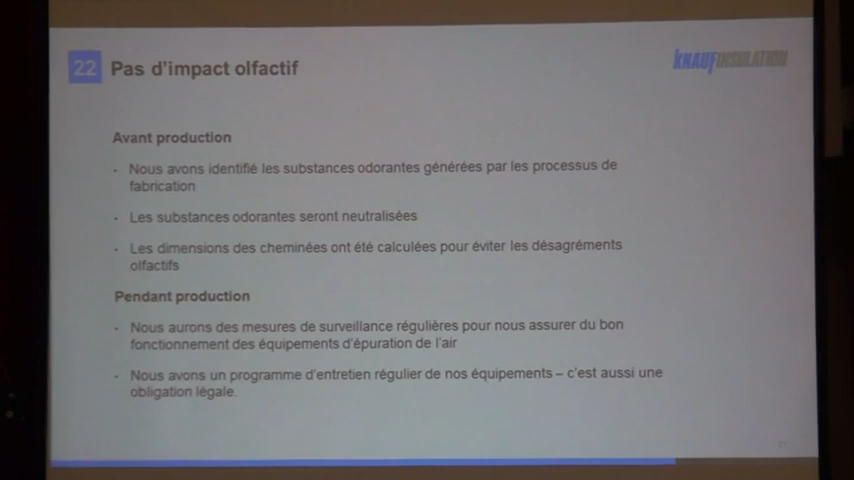 22 Pas d'impact olfactif
KNAUFINSULATION
Avant production
- Nous avons identifié les substances odorantes générées par les processus de
fabrication
- Les substances odorantes seront neutralisées
- Les dimensions des cheminées ont été calculées pour éviter les désagréments
olfactifs
Pendant production
- Nous aurons des mesures de surveillance régulières pour nous assurer du bon
fonctionnement des équipements d'épuration de l'air
- Nous avons un programme d'entretien régulier de nos équipements – c'est aussi une
obligation légale.